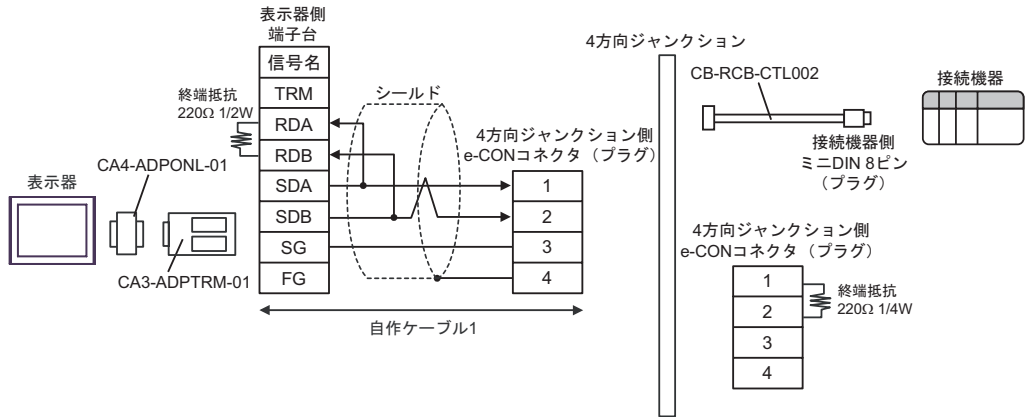 表示器
CA4-ADPONL-01
CA3-ADPTRM-01
終端抵抗
220Ω 1/2W
表示器側
端子台
信号名
TRM
RDA
RDB
SDA
SDB
SG
FG
シールド
自作ケーブル1
4方向ジャンクション側
e-CONコネクタ（プラグ）
1
2
3
4
4方向ジャンクション
CB-RCB-CTL002
接続機器
接続機器側
ミニDIN 8ピン
（プラグ）
4方向ジャンクション側
e-CONコネクタ（プラグ）
1
2
3
4
終端抵抗
220Ω 1/4W